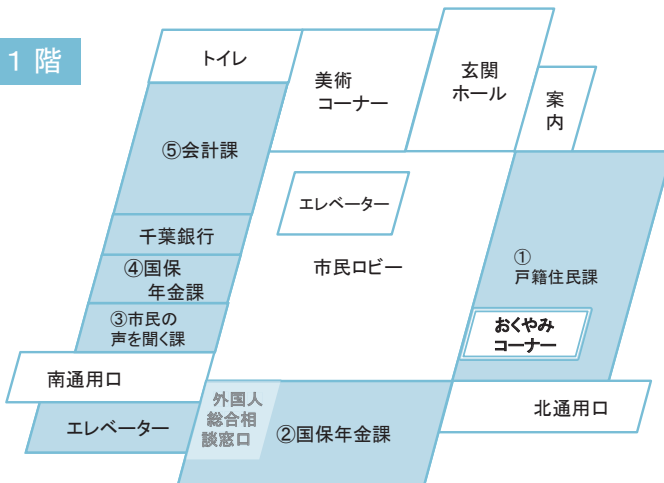 1 階
トイレ
美術
コーナー
玄関
ホール
案
内
⑤会計課
エレベーター
千葉銀行
市民ロビー
④国保
年金課
①
戸籍住民課
③市民の
声を聞く課
おくやみ
コーナー
南通用口
外国人
総合相
談窓口
北通用口
エレベーター
②国保年金課